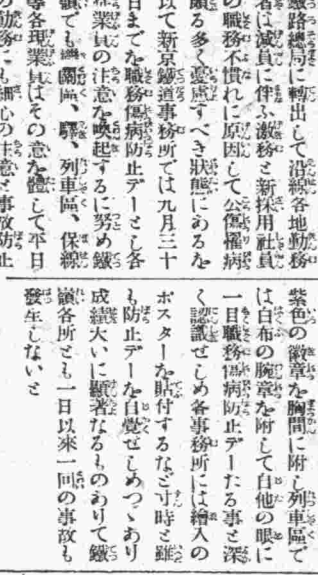 鐵路總局に轉出して沿線各地勤務
者は減員に伴ふ激務と新採用社員
の職務不慣れに原因して公傷罹病
頗る多く憂慮すべき狀態にあるを
以て新京鐵道事務所では九月三十
日までを職務傷病防止デーとし各
從業員の注意を喚起するに努め鐵
嶺でも機關區、驛、列車區、保線
等各現業員はその意を體して平日
の勤務にも細心の注意と事故防止
紫色の徽章を胸間に附し列車區で
は白布の腕章を附して自他の眼に
一目職務傷病防止デーたる事と深
く認識せしめ各事務所には繪入の
ポスターを貼付するなど寸時と雖
も防止デーを自覺せしめつゝあり
成績大いに顯著なるものありて鐵
嶺各所とも一日以來一回の事故も
發生しないと